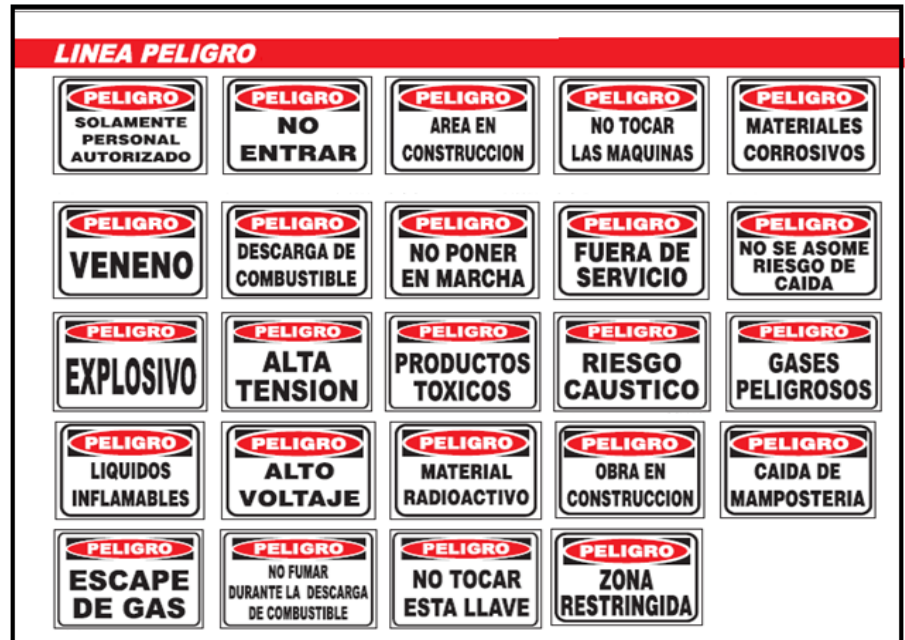 LINEA PELIGRO
PELIGRO
SOLAMENTE
PERSONAL
AUTORIZADO
PELIGRO
NO
ENTRAR
PELIGRO
AREA EN
CONSTRUCCION
PELIGRO
NO TOCAR
LAS MAQUINAS
PELIGRO
MATERIALES
CORROSIVOS
PELIGRO
VENENO
PELIGRO
DESCARGA DE
COMBUSTIBLE
PELIGRO
NO PONER
EN MARCHA
PELIGRO
FUERA DE
SERVICIO
PELIGRO
NO SE ASOME
RIESGO DE
CAIDA
PELIGRO
EXPLOSIVO
PELIGRO
ALTA
TENSION
PELIGRO
PRODUCTOS
TOXICOS
PELIGRO
RIESGO
CAUSTICO
PELIGRO
GASES
PELIGROSOS
PELIGRO
LIQUIDOS
INFLAMABLES
PELIGRO
ALTO
VOLTAJE
PELIGRO
MATERIAL
RADIOACTIVO
PELIGRO
OBRA EN
CONSTRUCCION
PELIGRO
CAIDA DE
MAMPOSTERIA
PELIGRO
ESCAPE
DE GAS
PELIGRO
NO FUMAR
DURANTE LA DESCARGA
DE COMBUSTIBLE
PELIGRO
NO TOCAR
ESTA LLAVE
PELIGRO
ZONA
RESTRINGIDA